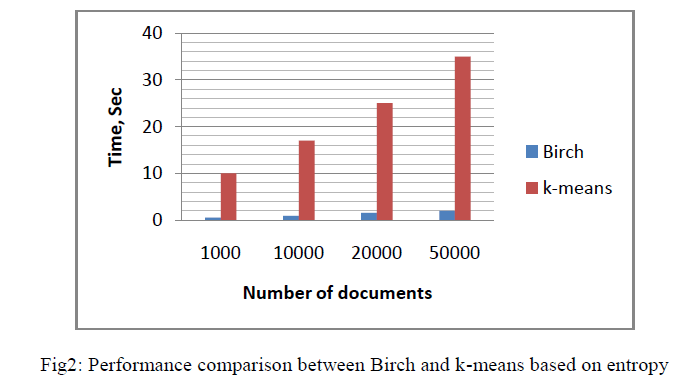 40
30
20
10
0
Time, Sec
1000 10000 20000 50000
Number of documents
Birch
k-means
Fig2: Performance comparison between Birch and k-means based on entropy